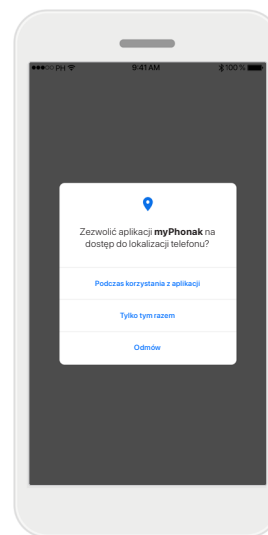 PH 9:41 AM 100%
Zezwolić aplikacji myPhonak na
dostęp do lokalizacji telefonu?
Podczas korzystania z aplikacji
Tylko tym razem
Odmów